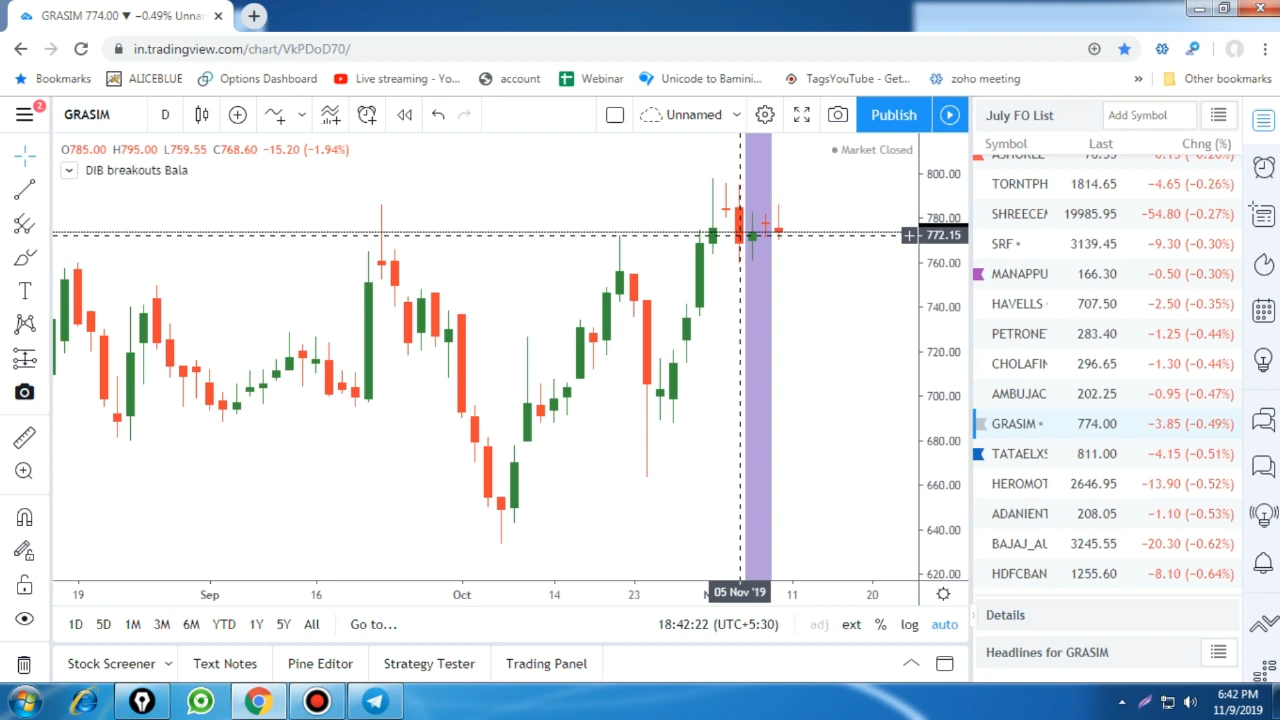 GRASIM 774.00 ▼ −0.49% Unnar
in.tradingview.com/chart/VkPDoD70/
Bookmarks ALICEBLUE Options Dashboard Live streaming - Yo... account Webinar Unicode to Bamini... TagsYouTube - Get... zoho meeting » Other bookmarks
2
GRASIM D Unnamed Publish
July FO List Add Symbol
O785.00 H795.00 L759.55 C768.60 −15.20 (−1.94%)
Market Closed
DIB breakouts Bala
Symbol Last Chng (%)
TORNTPH 1814.65 −4.65 (−0.26%)
SHREECEM 19985.95 −54.80 (−0.27%)
SRF 3139.45 −9.30 (−0.30%)
MANAPPU 166.30 −0.50 (−0.30%)
HAVELLS 707.50 −2.50 (−0.35%)
PETRONE 283.40 −1.25 (−0.44%)
CHOLAFIN 296.65 −1.30 (−0.44%)
AMBUJAC 202.25 −0.95 (−0.47%)
GRASIM 774.00 −3.85 (−0.49%)
TATAELXS 811.00 −4.15 (−0.51%)
HEROMOT 2646.95 −13.90 (−0.52%)
ADANIENT 208.05 −1.10 (−0.53%)
BAJAJ_AU 3245.55 −20.30 (−0.62%)
HDFCBAN 1255.60 −8.10 (−0.64%)
800.00
780.00
772.15
760.00
740.00
720.00
700.00
680.00
660.00
640.00
620.00
19 Sep 16 Oct 14 23 05 Nov '19 11 20
1D 5D 1M 3M 6M YTD 1Y 5Y All Go to... 18:42:22 (UTC+5:30) adj ext % log auto
Details
Headlines for GRASIM
Stock Screener Text Notes Pine Editor Strategy Tester Trading Panel
6:42 PM
11/9/2019